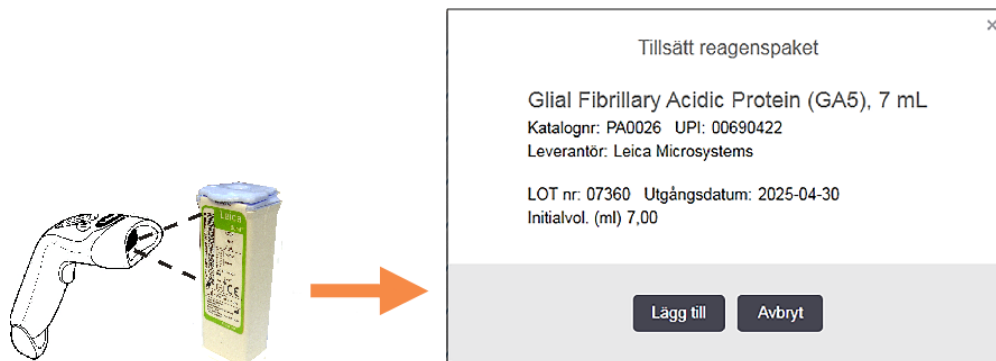 Tillsätt reagenspaket
Glial Fibrillary Acidic Protein (GA5), 7 mL
Katalognr: PA0026 UPI: 00690422
Leverantör: Leica Microsystems
LOT nr: 07360 Utgångsdatum: 2025-04-30
Initialvol. (ml) 7,00
Lägg till Avbryt
Leica